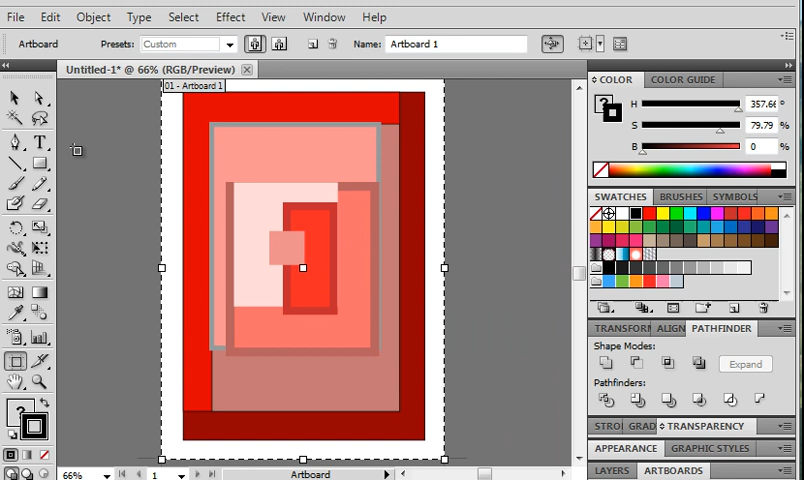 File Edit Object Type Select Effect View Window Help
Artboard Presets: Custom Name: Artboard 1
Untitled-1* @ 66% (RGB/Preview)
01 - Artboard 1
COLOR COLOR GUIDE
H 357.66 °
S 79.79 %
B 0 %
SWATCHES BRUSHES SYMBOLS
TRANSFORM ALIGN PATHFINDER
Shape Modes:
Expand
Pathfinders:
STRO GRAD TRANSPARENCY
APPEARANCE GRAPHIC STYLES
LAYERS ARTBOARDS
66% 1 Artboard